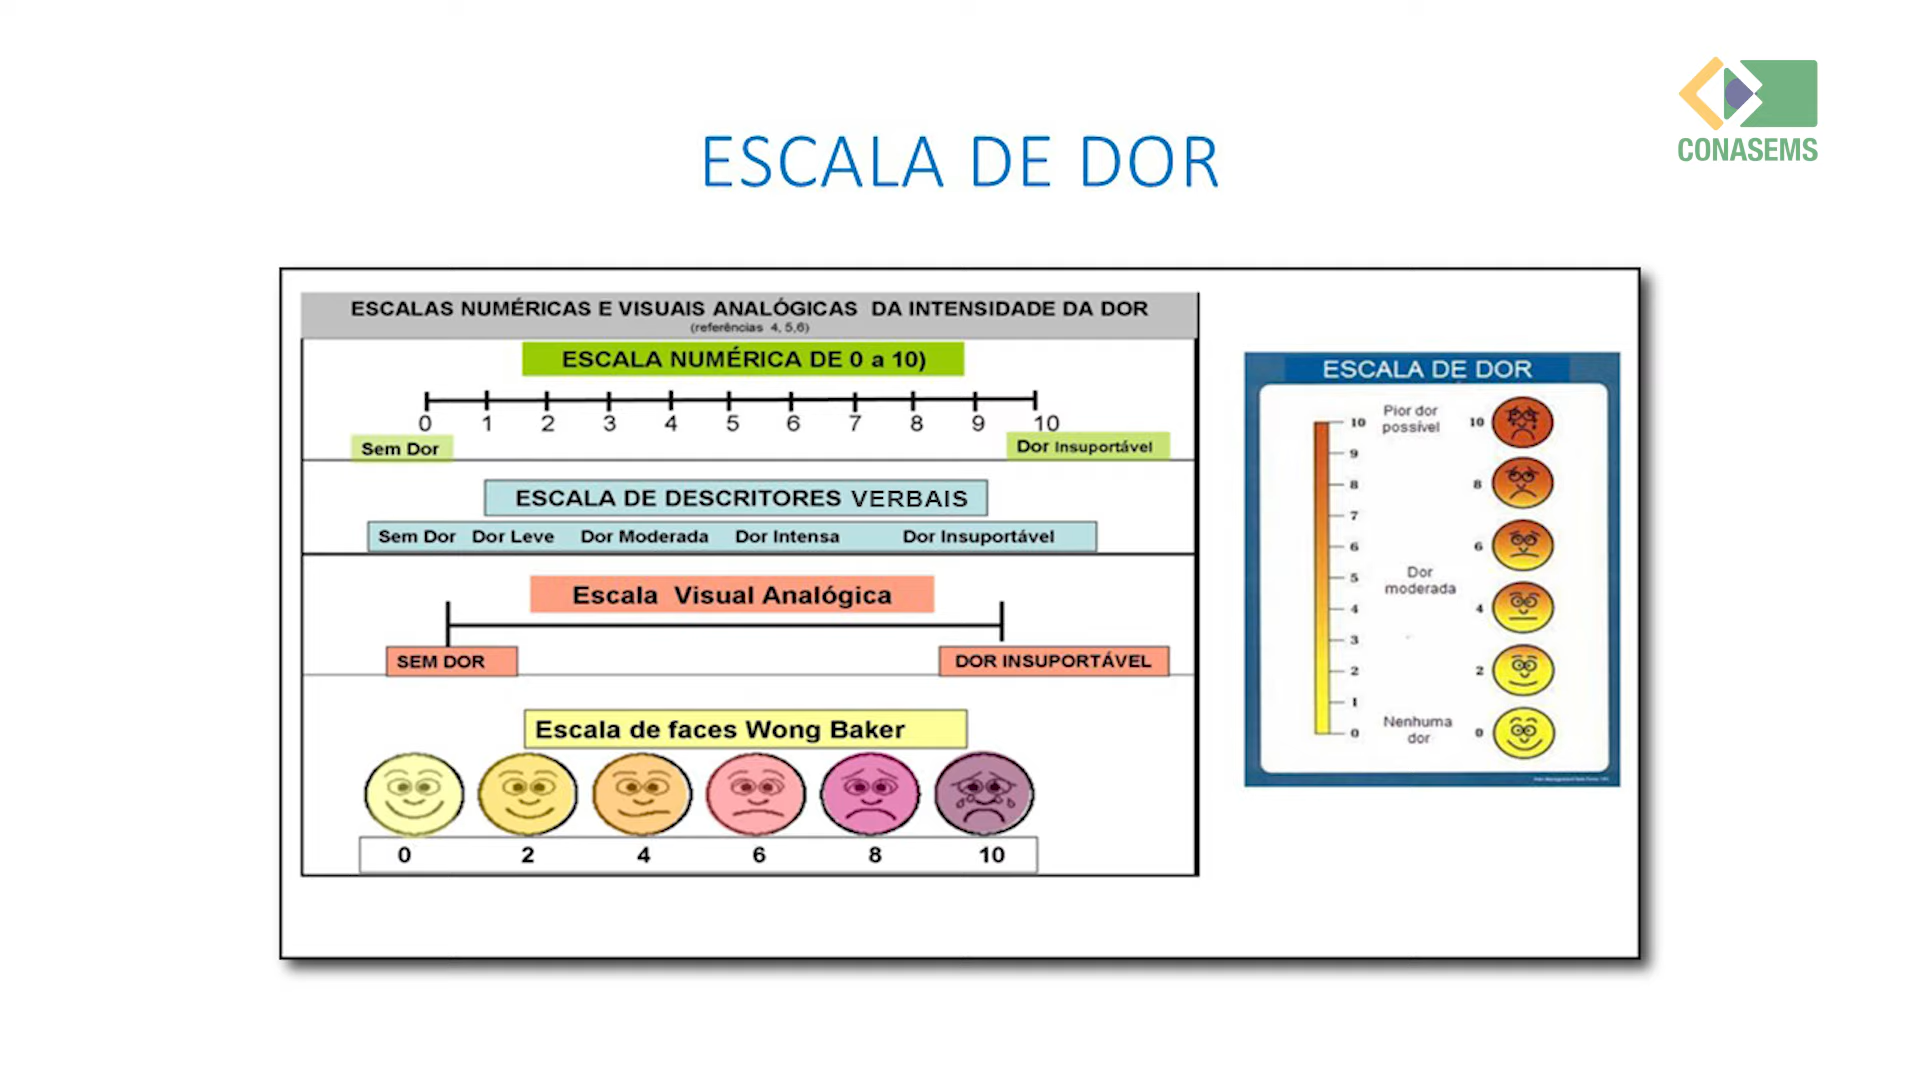 CONASEMS
ESCALA DE DOR
ESCALAS NUMÉRICAS E VISUAIS ANALÓGICAS DA INTENSIDADE DA DOR
(referências 4, 5,6)
ESCALA NUMÉRICA DE 0 a 10)
0 1 2 3 4 5 6 7 8 9 10
Sem Dor
Dor Insuportável
ESCALA DE DESCRITORES VERBAIS
Sem Dor Dor Leve Dor Moderada Dor Intensa Dor Insuportável
Escala Visual Analógica
SEM DOR
DOR INSUPORTÁVEL
Escala de faces Wong Baker
0 2 4 6 8 10
ESCALA DE DOR
10 Pior dor 10
possível
9
8 8
7
6 6
Dor
5 moderada
4 4
3
2 2
1
Nenhuma
0 dor 0